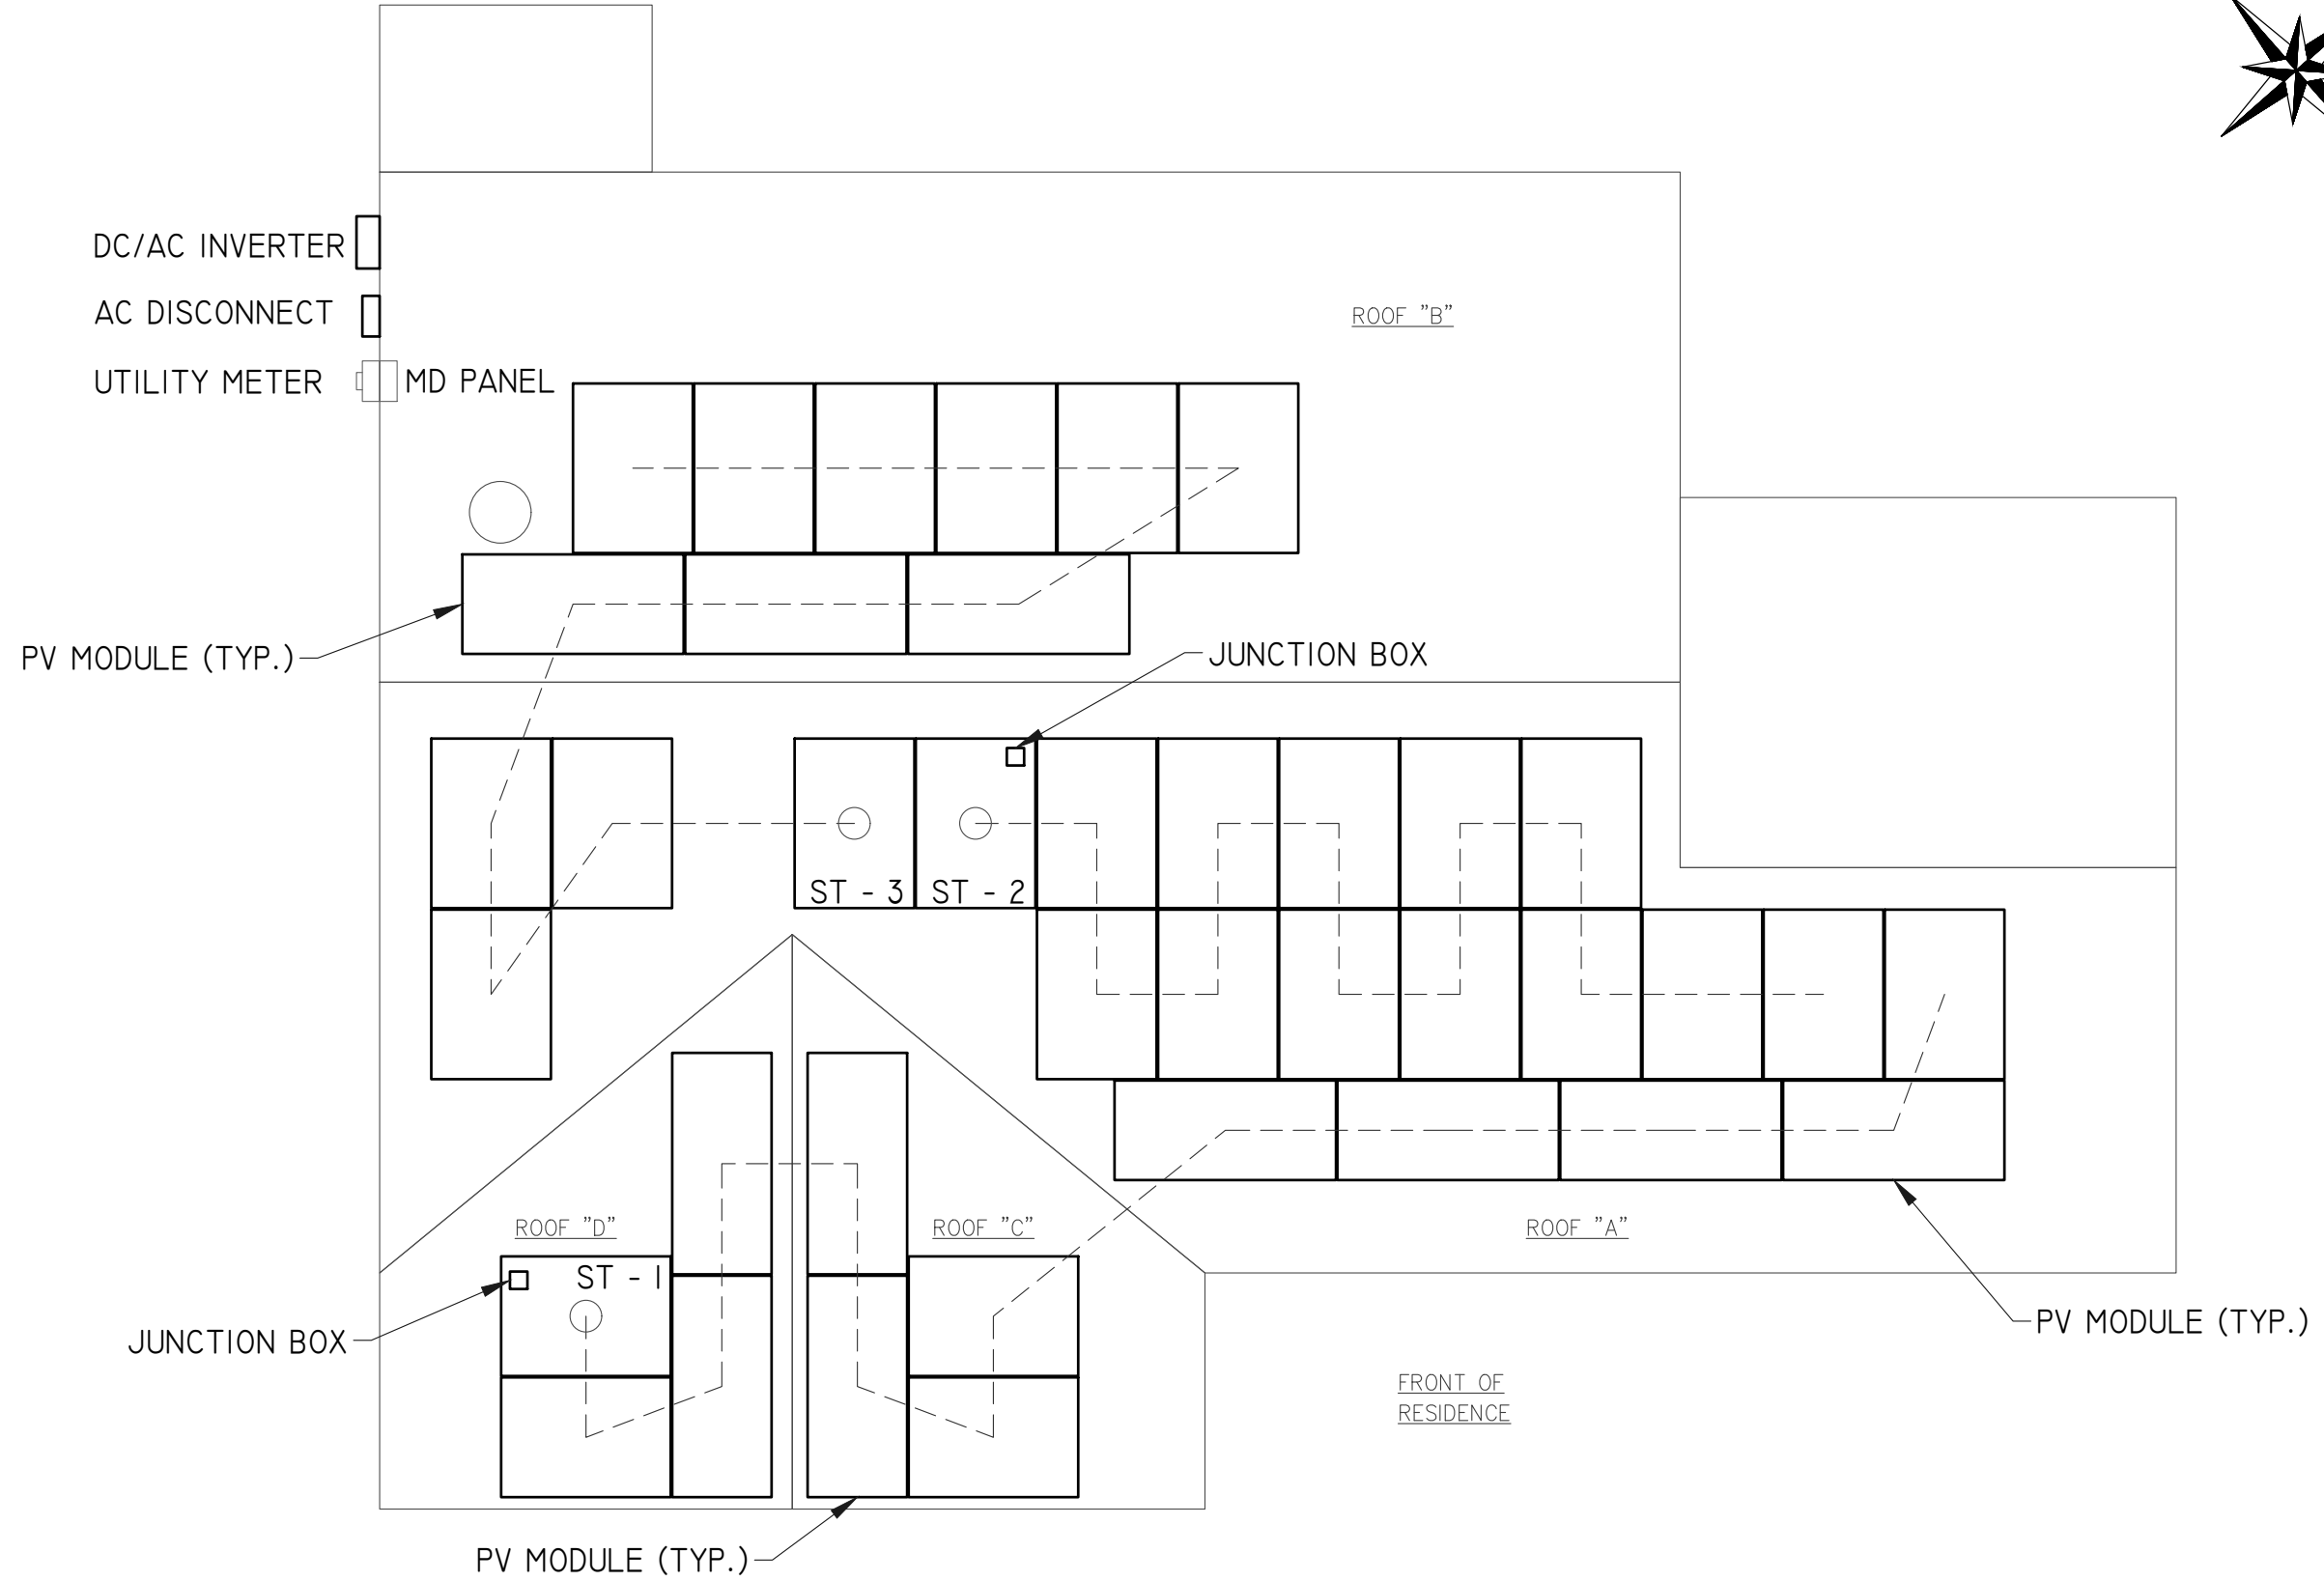 DC/AC INVERTER
AC DISCONNECT
ROOF "B"
UTILITY METER
MD PANEL
PV MODULE (TYP.)
JUNCTION BOX
ST - 3
ST - 2
ROOF "D"
ROOF "C"
ROOF "A"
ST - 1
JUNCTION BOX
PV MODULE (TYP.)
FRONT OF
RESIDENCE
PV MODULE (TYP.)